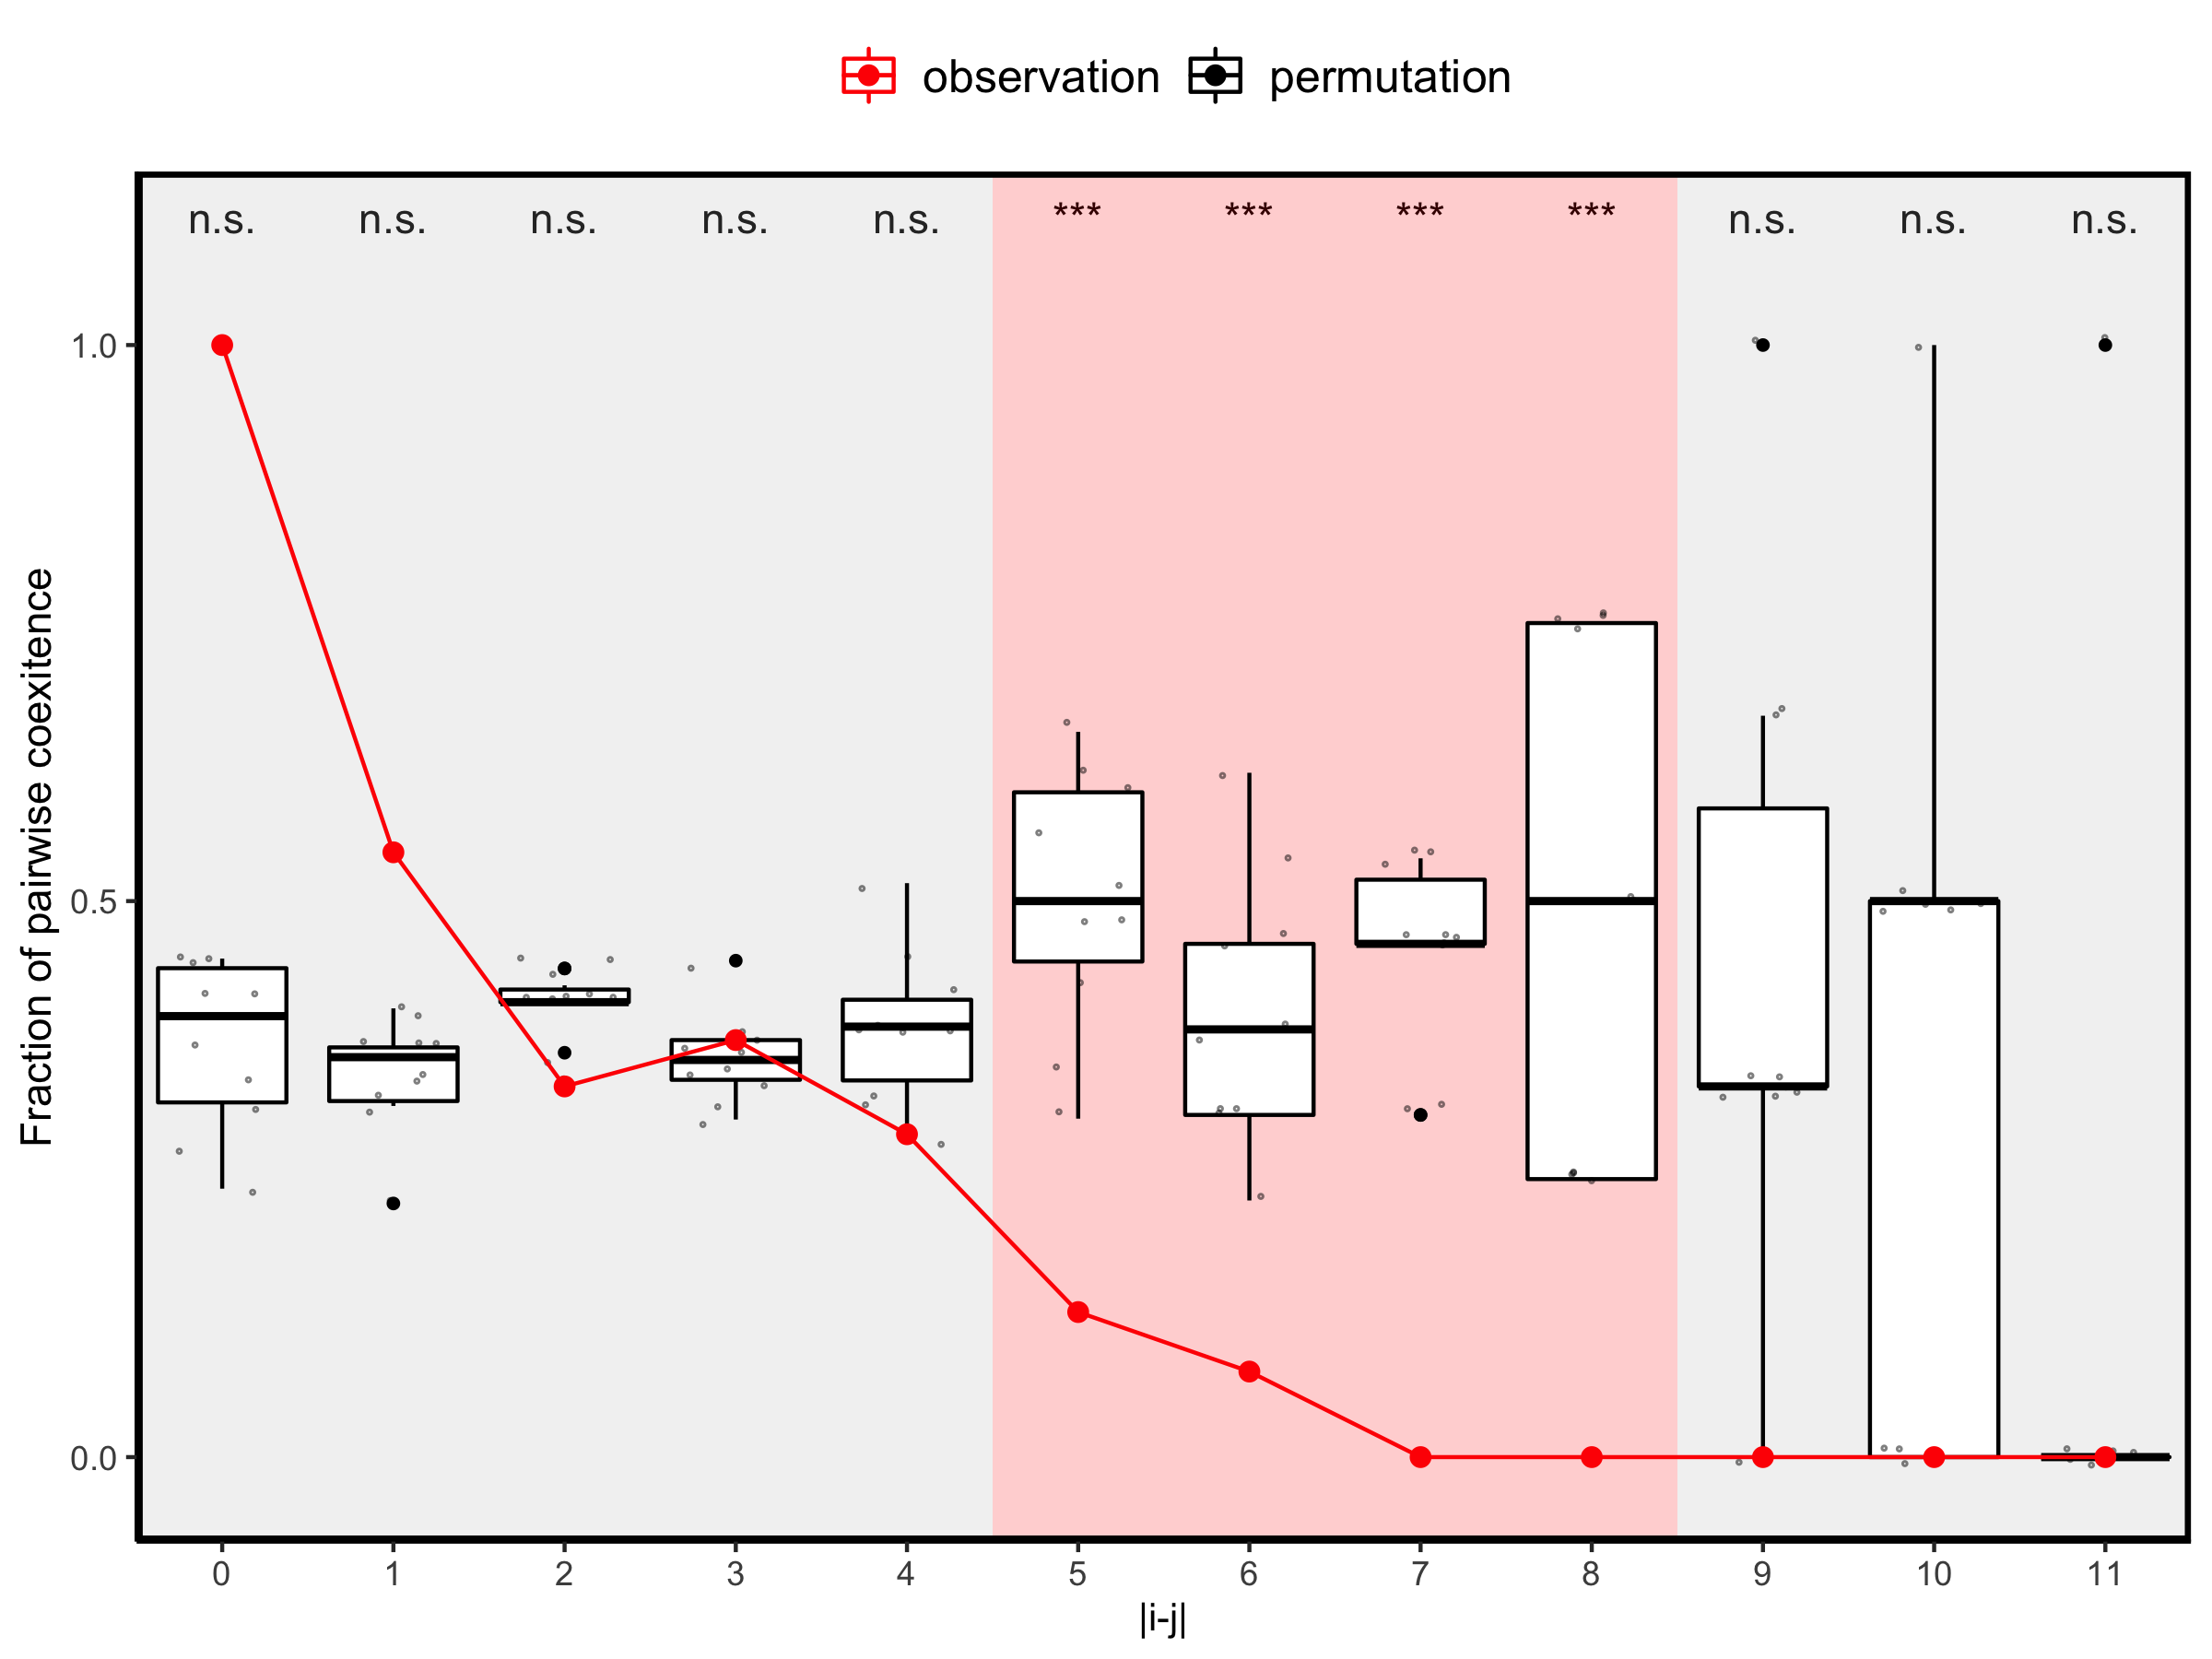 observation permutation
n.s. n.s. n.s. n.s. n.s. *** *** *** *** n.s. n.s. n.s.
1.0
0.5
0.0
Fraction of pairwise coexitence
0 1 2 3 4 5 6 7 8 9 10 11
|i-j|